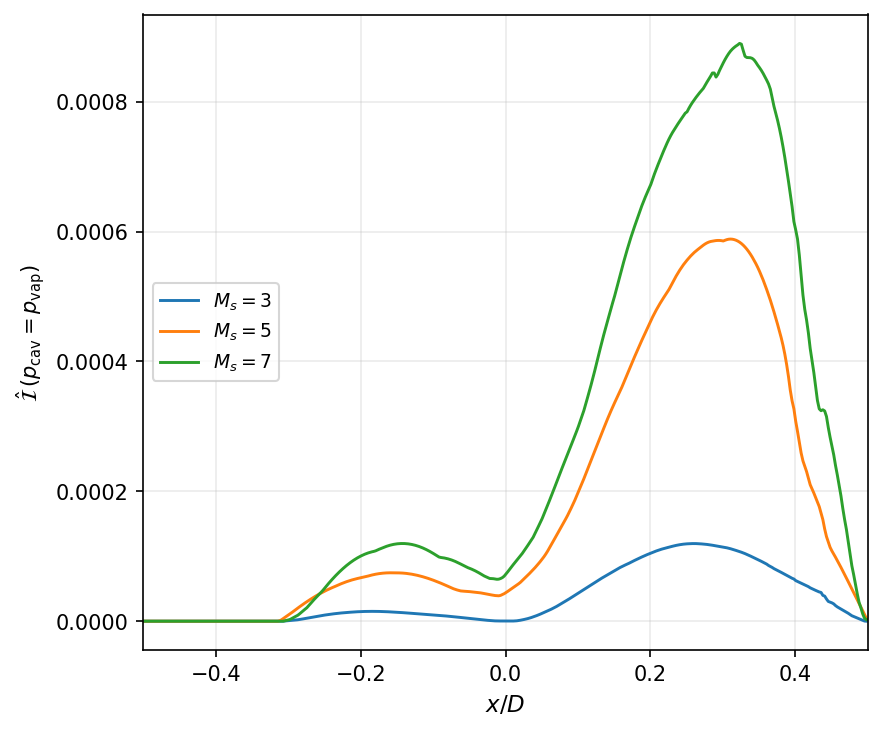 0.0008
0.0006
0.0004
0.0002
0.0000
−0.4
−0.2
0.0
0.2
0.4
x/D
Î (p_cav = p_vap)
M_s = 3
M_s = 5
M_s = 7